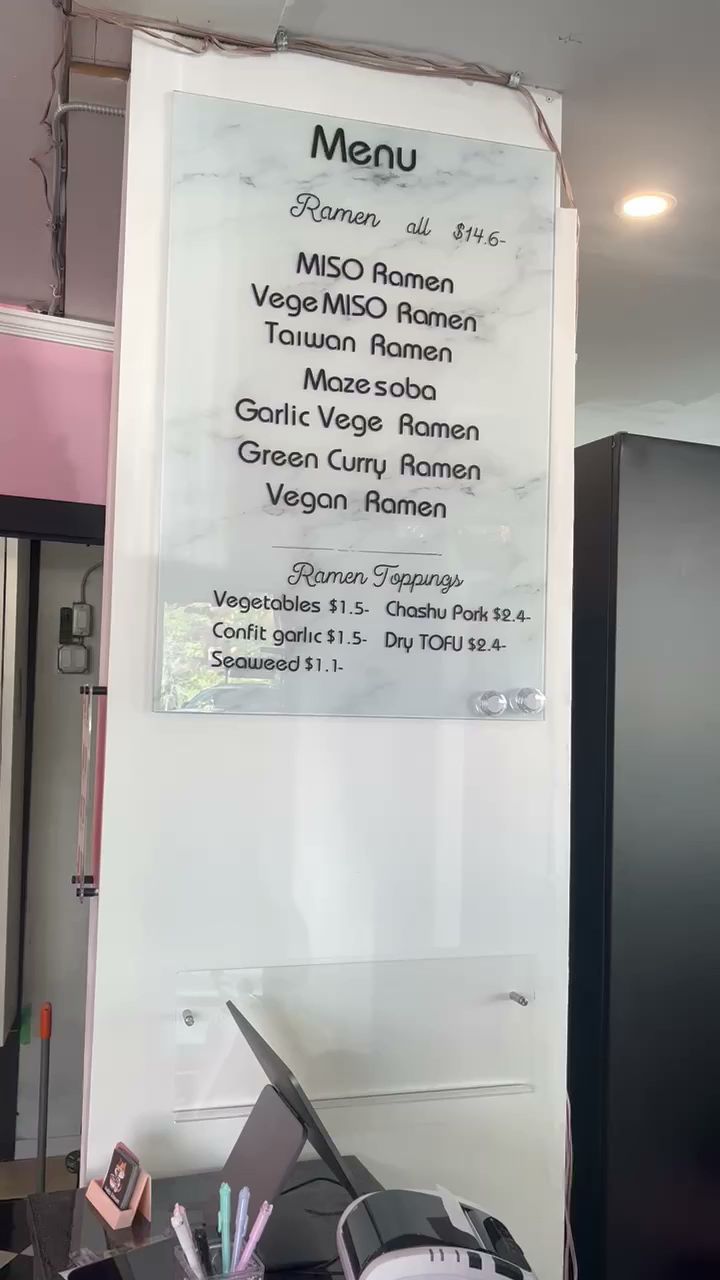 Menu
Ramen all $14.6-
MISO Ramen
Vege MISO Ramen
Taiwan Ramen
Mazesoba
Garlic Vege Ramen
Green Curry Ramen
Vegan Ramen
Ramen Toppings
Vegetables $1.5- Chashu Pork $2.4-
Confit garlic $1.5- Dry TOFU $2.4-
Seaweed $1.1-